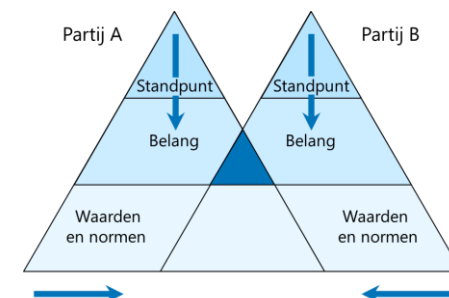 Partij A
Partij B
Standpunt
Standpunt
Belang
Belang
Waarden
en normen
Waarden
en normen